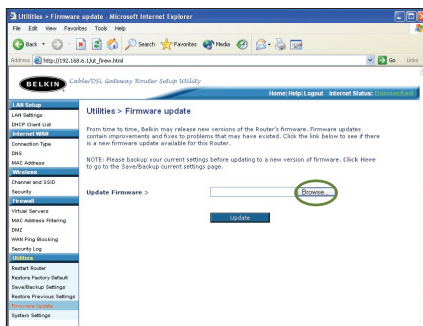 Utilities > Firmware update - Microsoft Internet Explorer
File Edit View Favorites Tools Help
Back Search Favorites Media
Address http://192.168.6.1/ut_firew.html Go Links
BELKIN Cable/DSL Gateway Router Setup Utility
Home|Help|Logout Internet Status: Connected
LAN Setup
LAN Settings
DHCP Client List
Internet WAN
Connection Type
DNS
MAC Address
Wireless
Channel and SSID
Security
Firewall
Virtual Servers
MAC Address Filtering
DMZ
WAN Ping Blocking
Security Log
Utilities
Restart Router
Restore Factory Default
Save/Backup Settings
Restore Previous Settings
Firmware Update
System Settings
Utilities > Firmware update
From time to time, Belkin may release new versions of the Router's firmware. Firmware updates
contain improvements and fixes to problems that may have existed. Click the link below to see if there
is a new firmware update available for this Router.
NOTE: Please backup your current settings before updating to a new version of firmware. Click Here
to go to the Save/Backup current settings page.
Update Firmware > Browse...
Update